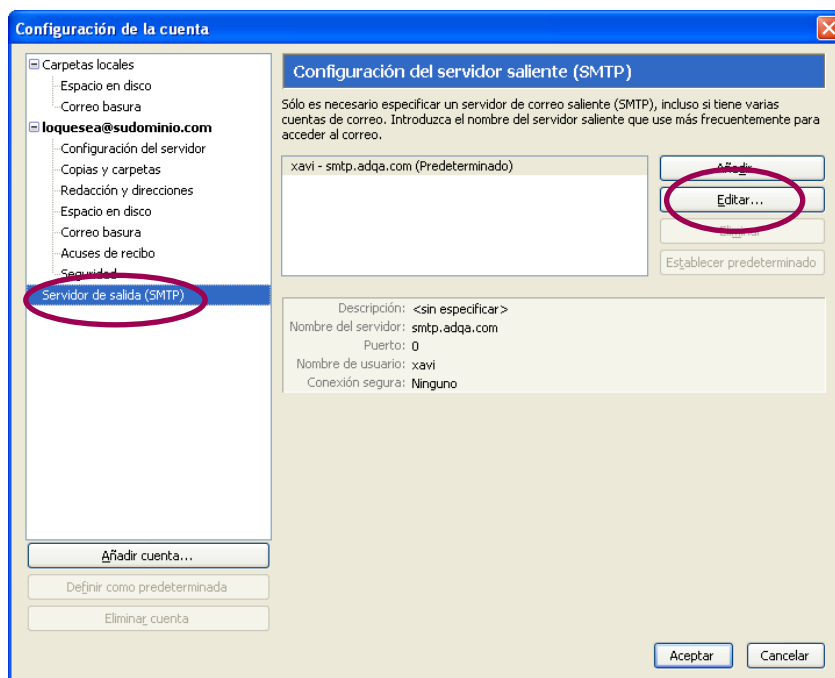 Configuración de la cuenta
Carpetas locales
Espacio en disco
Correo basura
loquesea@sudominio.com
Configuración del servidor
Copias y carpetas
Redacción y direcciones
Espacio en disco
Correo basura
Acuses de recibo
Seguridad
Servidor de salida (SMTP)
Añadir cuenta...
Definir como predeterminada
Eliminar cuenta
Configuración del servidor saliente (SMTP)
Sólo es necesario especificar un servidor de correo saliente (SMTP), incluso si tiene varias
cuentas de correo. Introduzca el nombre del servidor saliente que use más frecuentemente para
acceder al correo.
xavi - smtp.adqa.com (Predeterminado)
Añadir...
Editar...
Eliminar
Establecer predeterminado
Descripción: <sin especificar>
Nombre del servidor: smtp.adqa.com
Puerto: 0
Nombre de usuario: xavi
Conexión segura: Ninguno
Aceptar
Cancelar